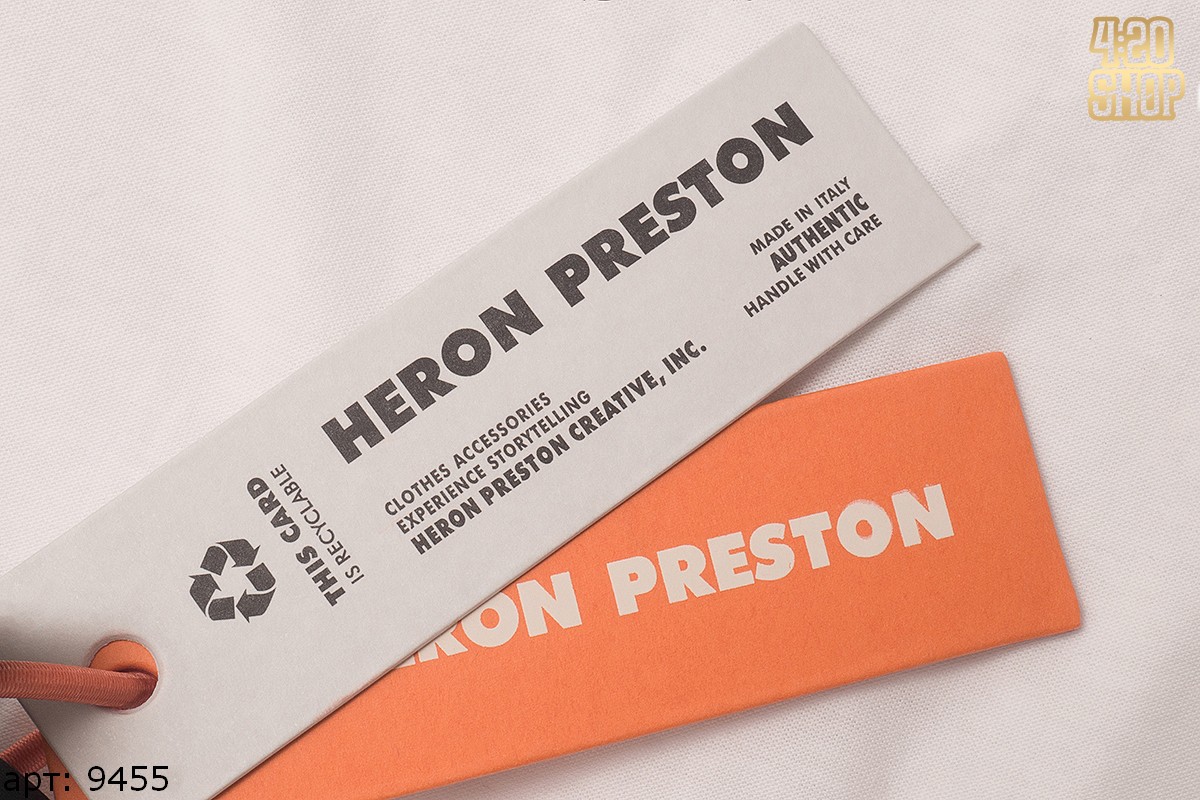 4:20
SHOP
HERON PRESTON
MADE IN ITALY
AUTHENTIC
HANDLE WITH CARE
CLOTHES ACCESSORIES
EXPERIENCE STORYTELLING
HERON PRESTON CREATIVE, INC.
THIS CARD
IS RECYCLABLE
HERON PRESTON
арт: 9455